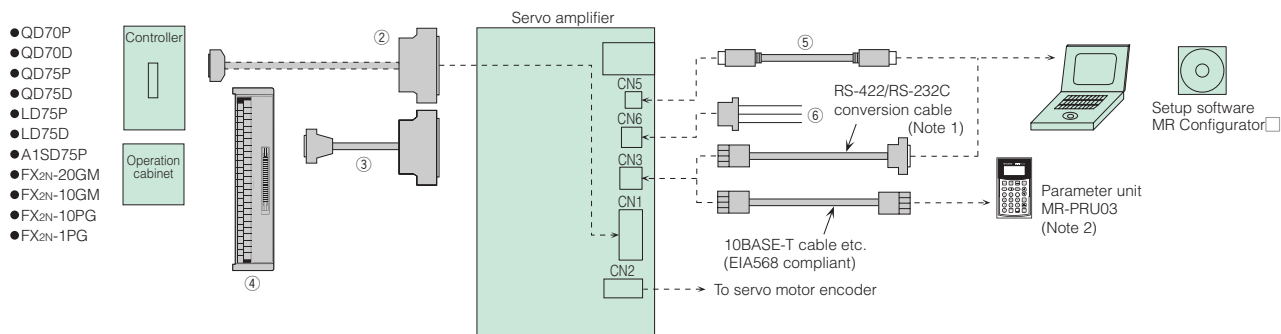 ● QD70P
● QD70D
● QD75P
● QD75D
● LD75P
● LD75D
● A1SD75P
● FX2N-20GM
● FX2N-10GM
● FX2N-10PG
● FX2N-1PG
Controller
Operation
cabinet
②
③
④
Servo amplifier
CN5
CN6
CN3
CN1
CN2
⑤
RS-422/RS-232C
conversion cable
(Note 1)
⑥
10BASE-T cable etc.
(EIA568 compliant)
To servo motor encoder
Setup software
MR Configurator□
Parameter unit
MR-PRU03
(Note 2)